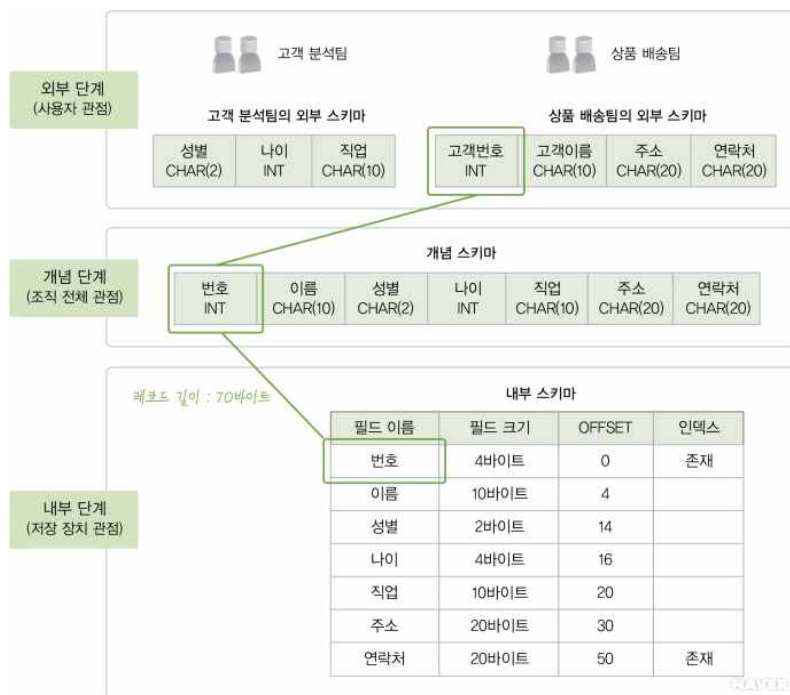 고객 분석팀
상품 배송팀
외부 단계
(사용자 관점)
고객 분석팀의 외부 스키마
상품 배송팀의 외부 스키마
성별 나이 직업
CHAR(2) INT CHAR(10)
고객번호 고객이름 주소 연락처
INT CHAR(10) CHAR(20) CHAR(20)
개념 단계
(조직 전체 관점)
개념 스키마
번호 이름 성별 나이 직업 주소 연락처
INT CHAR(10) CHAR(2) INT CHAR(10) CHAR(20) CHAR(20)
내부 단계
(저장 장치 관점)
레코드 길이 : 70바이트
내부 스키마
필드 이름 필드 크기 OFFSET 인덱스
번호 4바이트 0 존재
이름 10바이트 4
성별 2바이트 14
나이 4바이트 16
직업 10바이트 20
주소 20바이트 30
연락처 20바이트 50 존재
NAVER